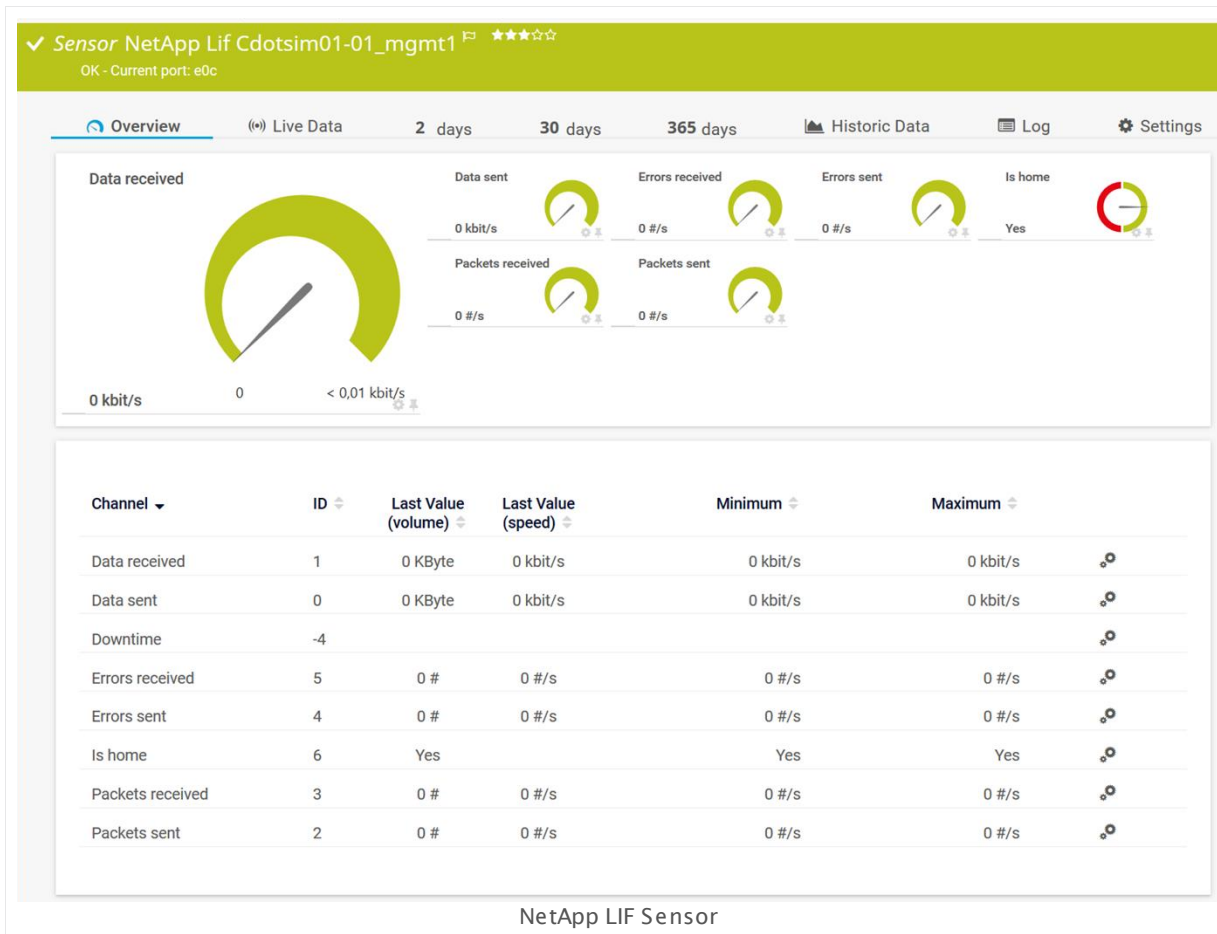 Sensor NetApp Lif Cdotsim01-01_mgmt1
OK - Current port: e0c
Overview
Live Data
2 days
30 days
365 days
Historic Data
Log
Settings
Data received
0 kbit/s
0
< 0,01 kbit/s
Data sent
0 kbit/s
Errors received
0 #/s
Errors sent
0 #/s
Is home
Yes
Packets received
0 #/s
Packets sent
0 #/s
Channel ID Last Value (volume) Last Value (speed) Minimum Maximum
Data received 1 0 KByte 0 kbit/s 0 kbit/s 0 kbit/s
Data sent 0 0 KByte 0 kbit/s 0 kbit/s 0 kbit/s
Downtime -4
Errors received 5 0 # 0 #/s 0 #/s 0 #/s
Errors sent 4 0 # 0 #/s 0 #/s 0 #/s
Is home 6 Yes Yes Yes
Packets received 3 0 # 0 #/s 0 #/s 0 #/s
Packets sent 2 0 # 0 #/s 0 #/s 0 #/s
NetApp LIF Sensor